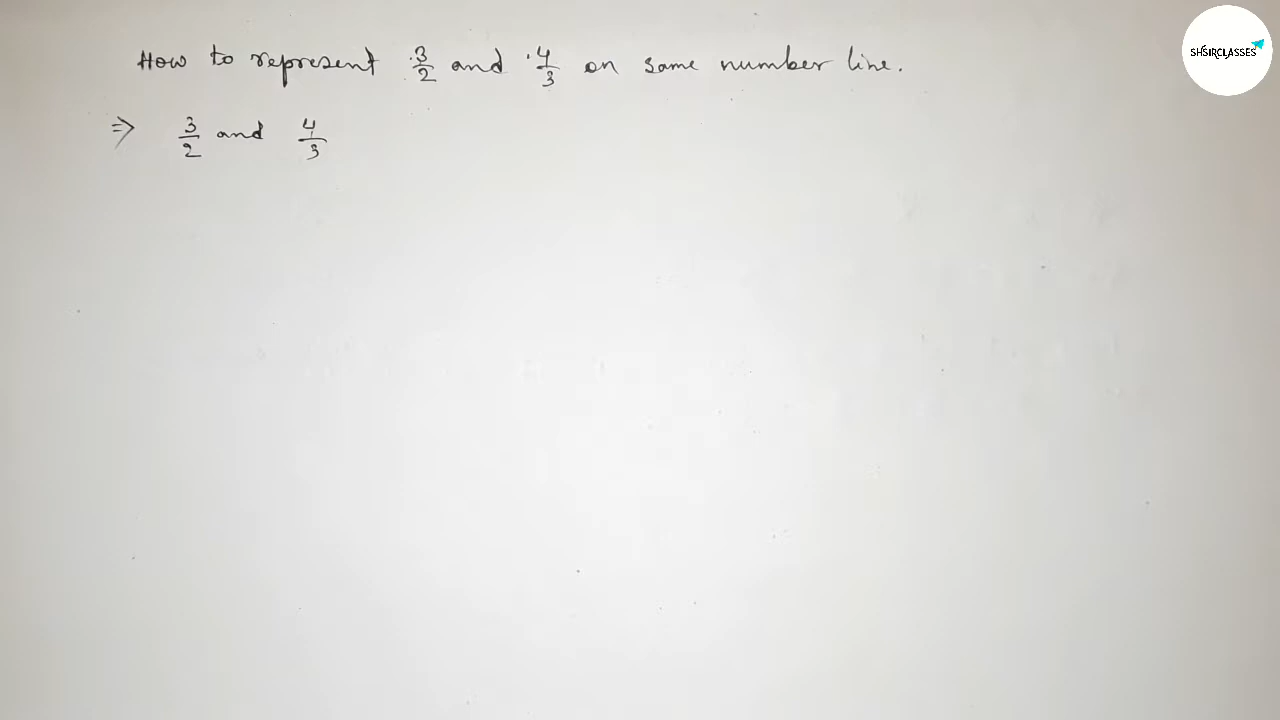 How to represent 3/2 and 4/3 on same number line.
SHSIRCLASSES
⇒ 3/2 and 4/3